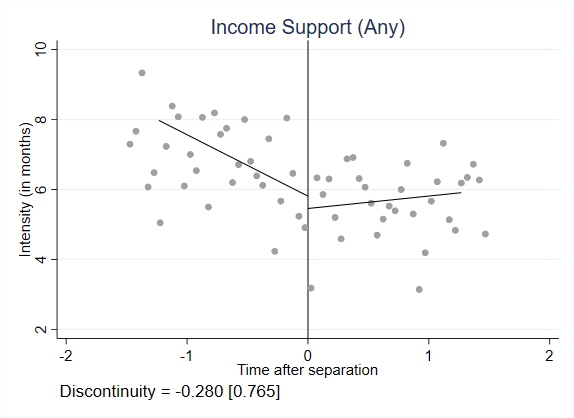 Income Support (Any)
Intensity (in months)
10
8
6
4
2
-2
-1
0
1
2
Time after separation
Discontinuity = -0.280 [0.765]